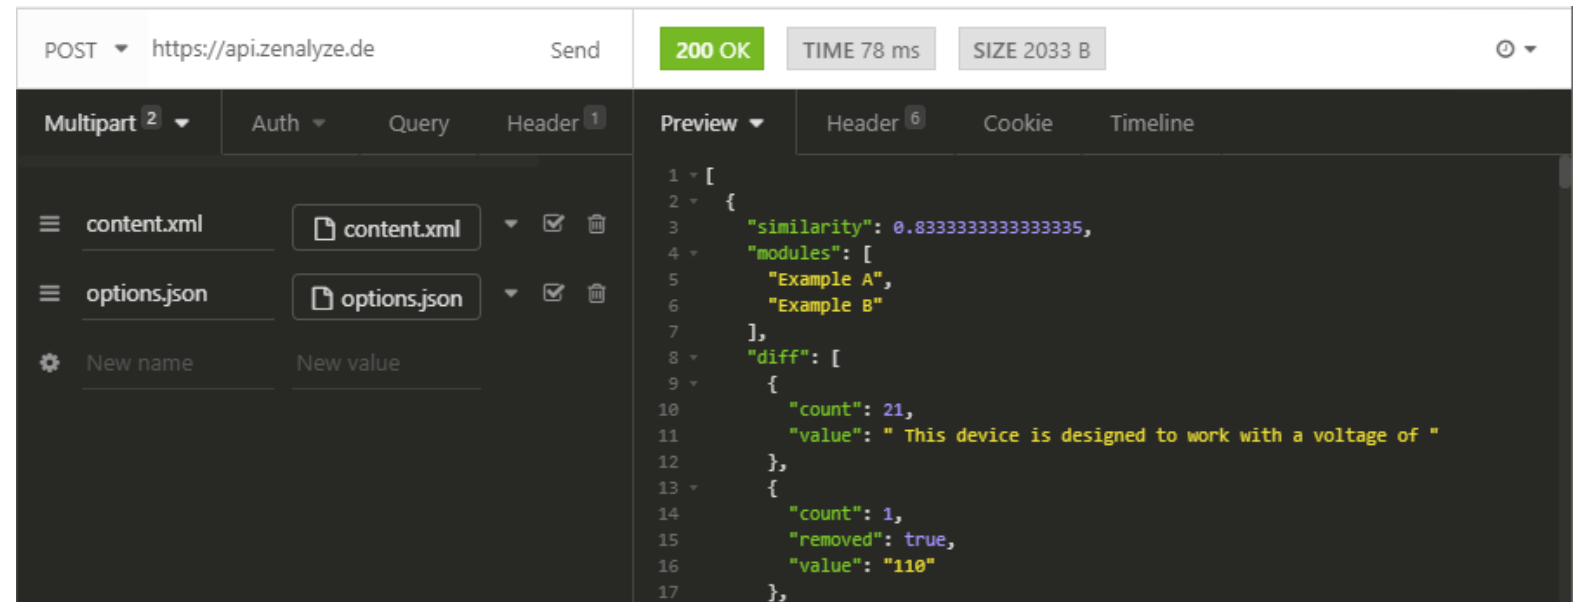 POST https://api.zenalyze.de Send
200 OK TIME 78 ms SIZE 2033 B
Multipart 2 Auth Query Header 1
Preview Header 6 Cookie Timeline
content.xml content.xml
options.json options.json
New name New value
1 [
2 {
3 "similarity": 0.8333333333333335,
4 "modules": [
5 "Example A",
6 "Example B"
7 ],
8 "diff": [
9 {
10 "count": 21,
11 "value": " This device is designed to work with a voltage of "
12 },
13 {
14 "count": 1,
15 "removed": true,
16 "value": "110"
17 },